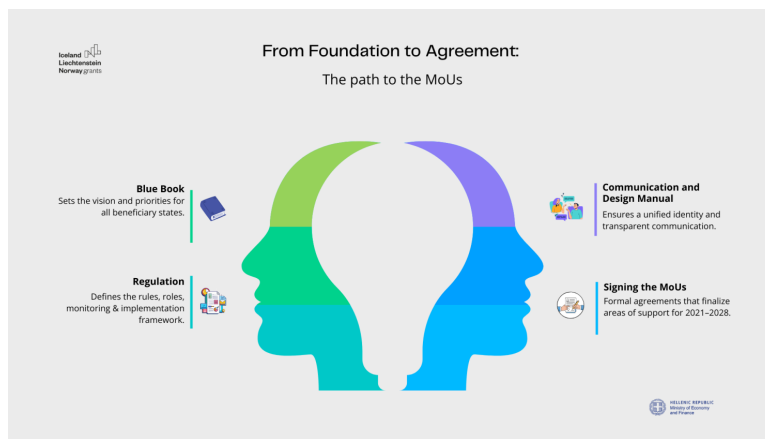 Iceland
Liechtenstein
Norway grants
From Foundation to Agreement:
The path to the MoUs
Blue Book
Sets the vision and priorities for
all beneficiary states.
Regulation
Defines the rules, roles,
monitoring & implementation
framework.
Communication and
Design Manual
Ensures a unified identity and
transparent communication.
Signing the MoUs
Formal agreements that finalize
areas of support for 2021–2028.
HELLENIC REPUBLIC
Ministry of Economy
and Finance